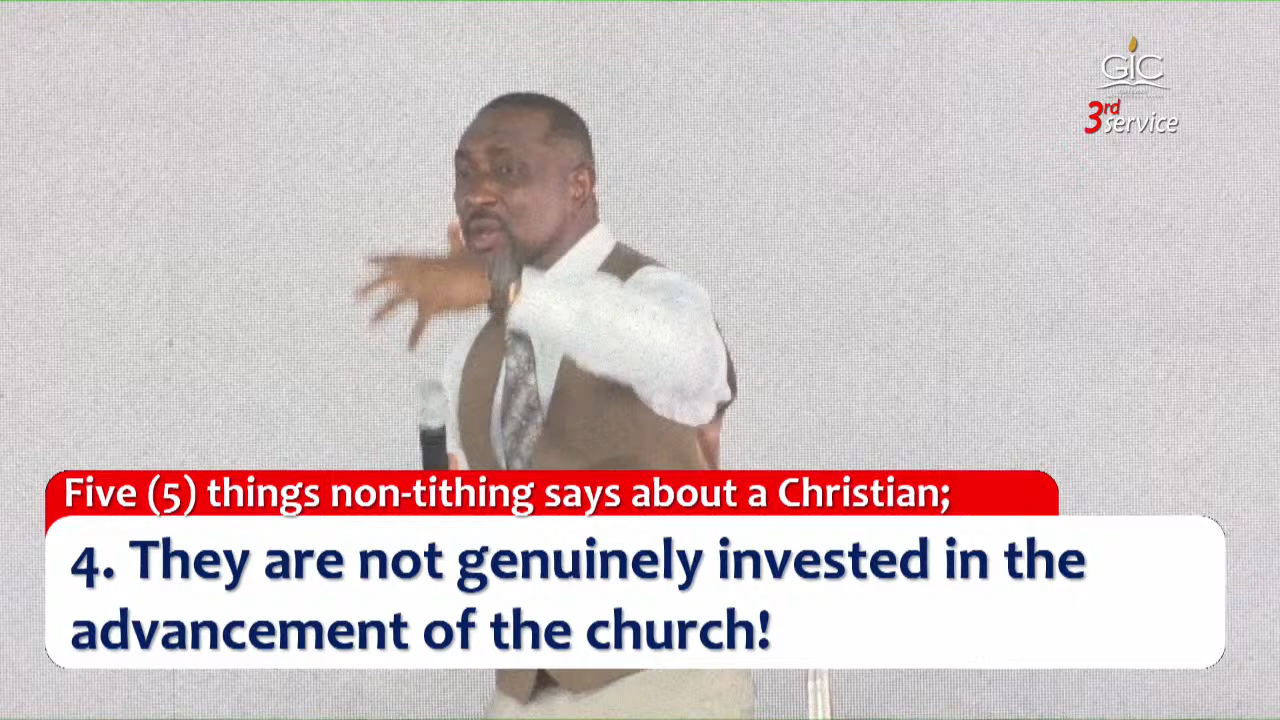 GIC
3rd service
Five (5) things non-tithing says about a Christian;
4. They are not genuinely invested in the
advancement of the church!